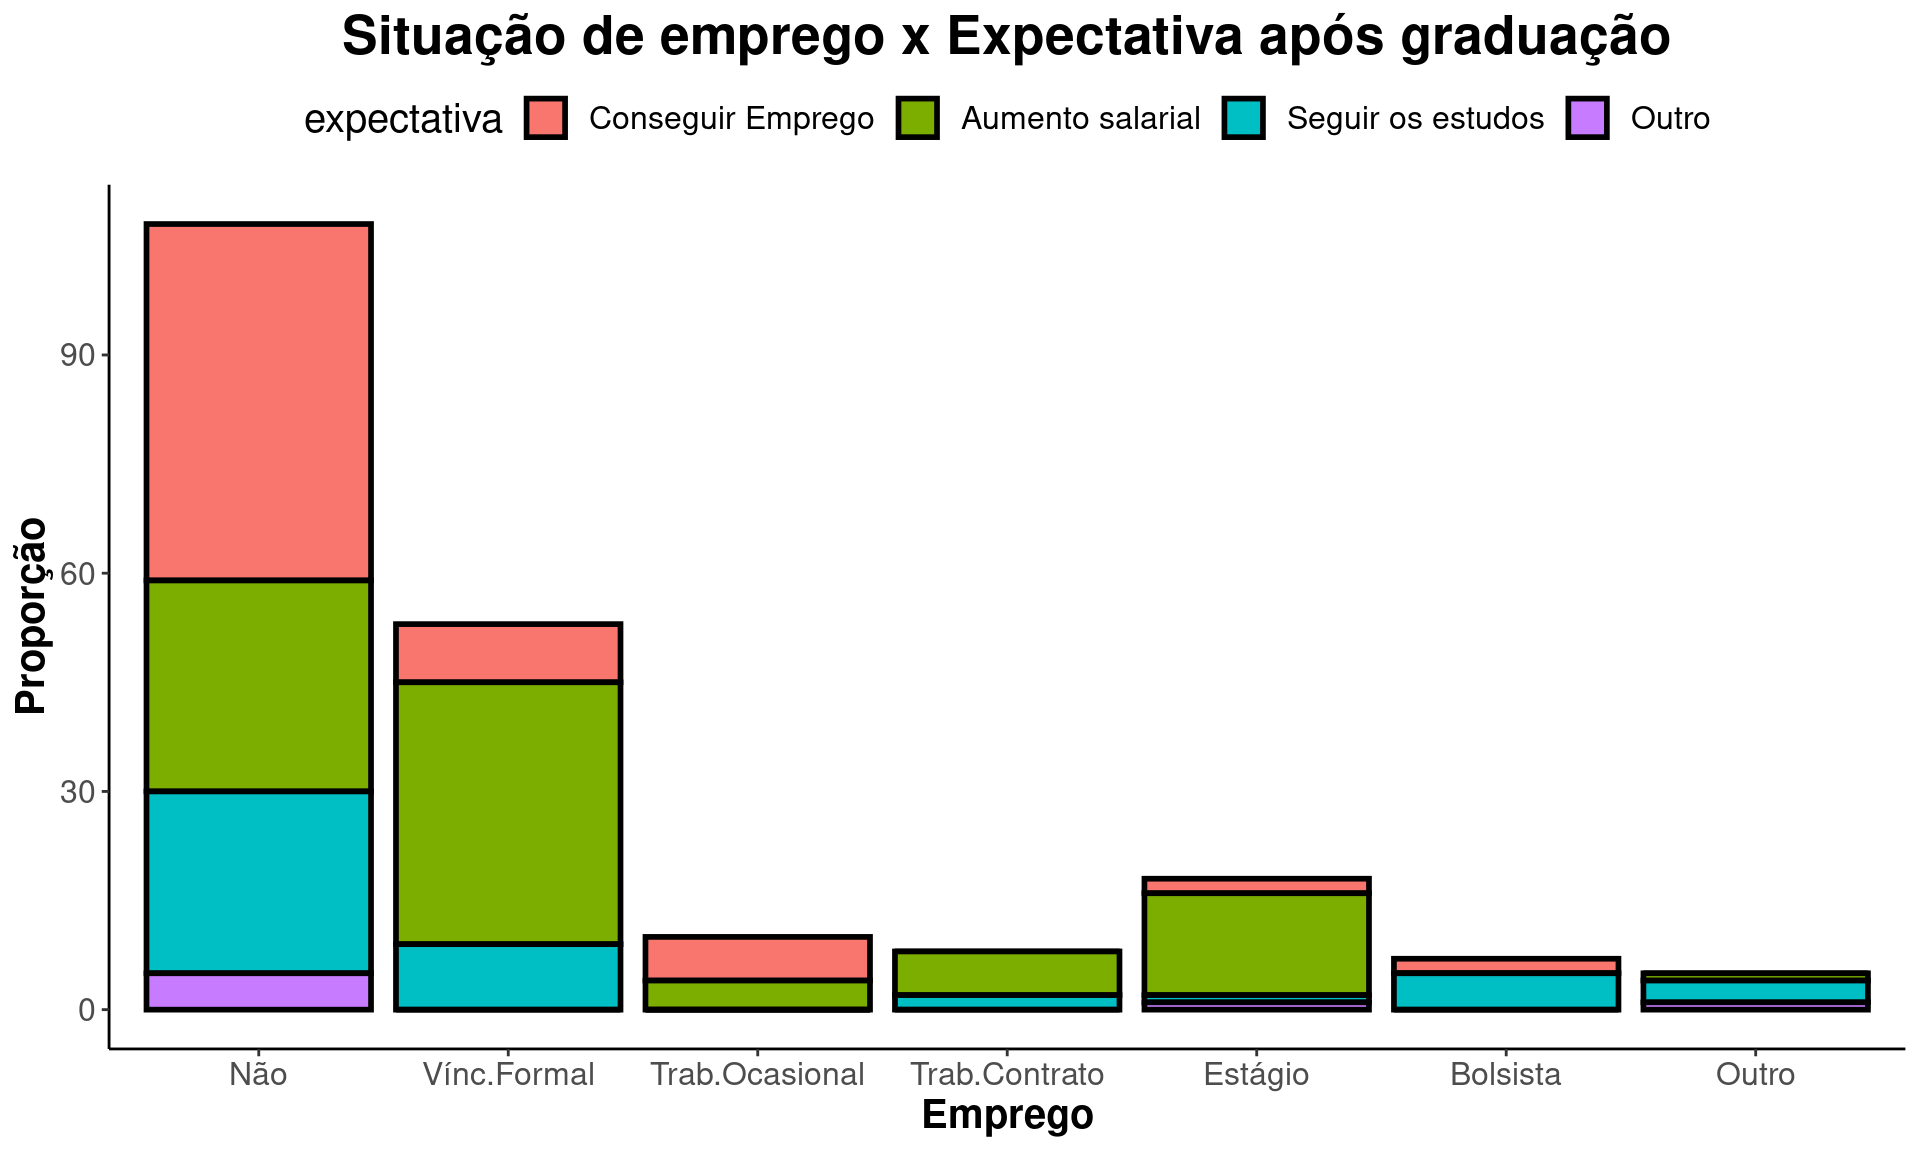 Situação de emprego x Expectativa após graduação
expectativa Conseguir Emprego Aumento salarial Seguir os estudos Outro
Proporção
90
60
30
0
Não Vínc.Formal Trab.Ocasional Trab.Contrato Estágio Bolsista Outro
Emprego